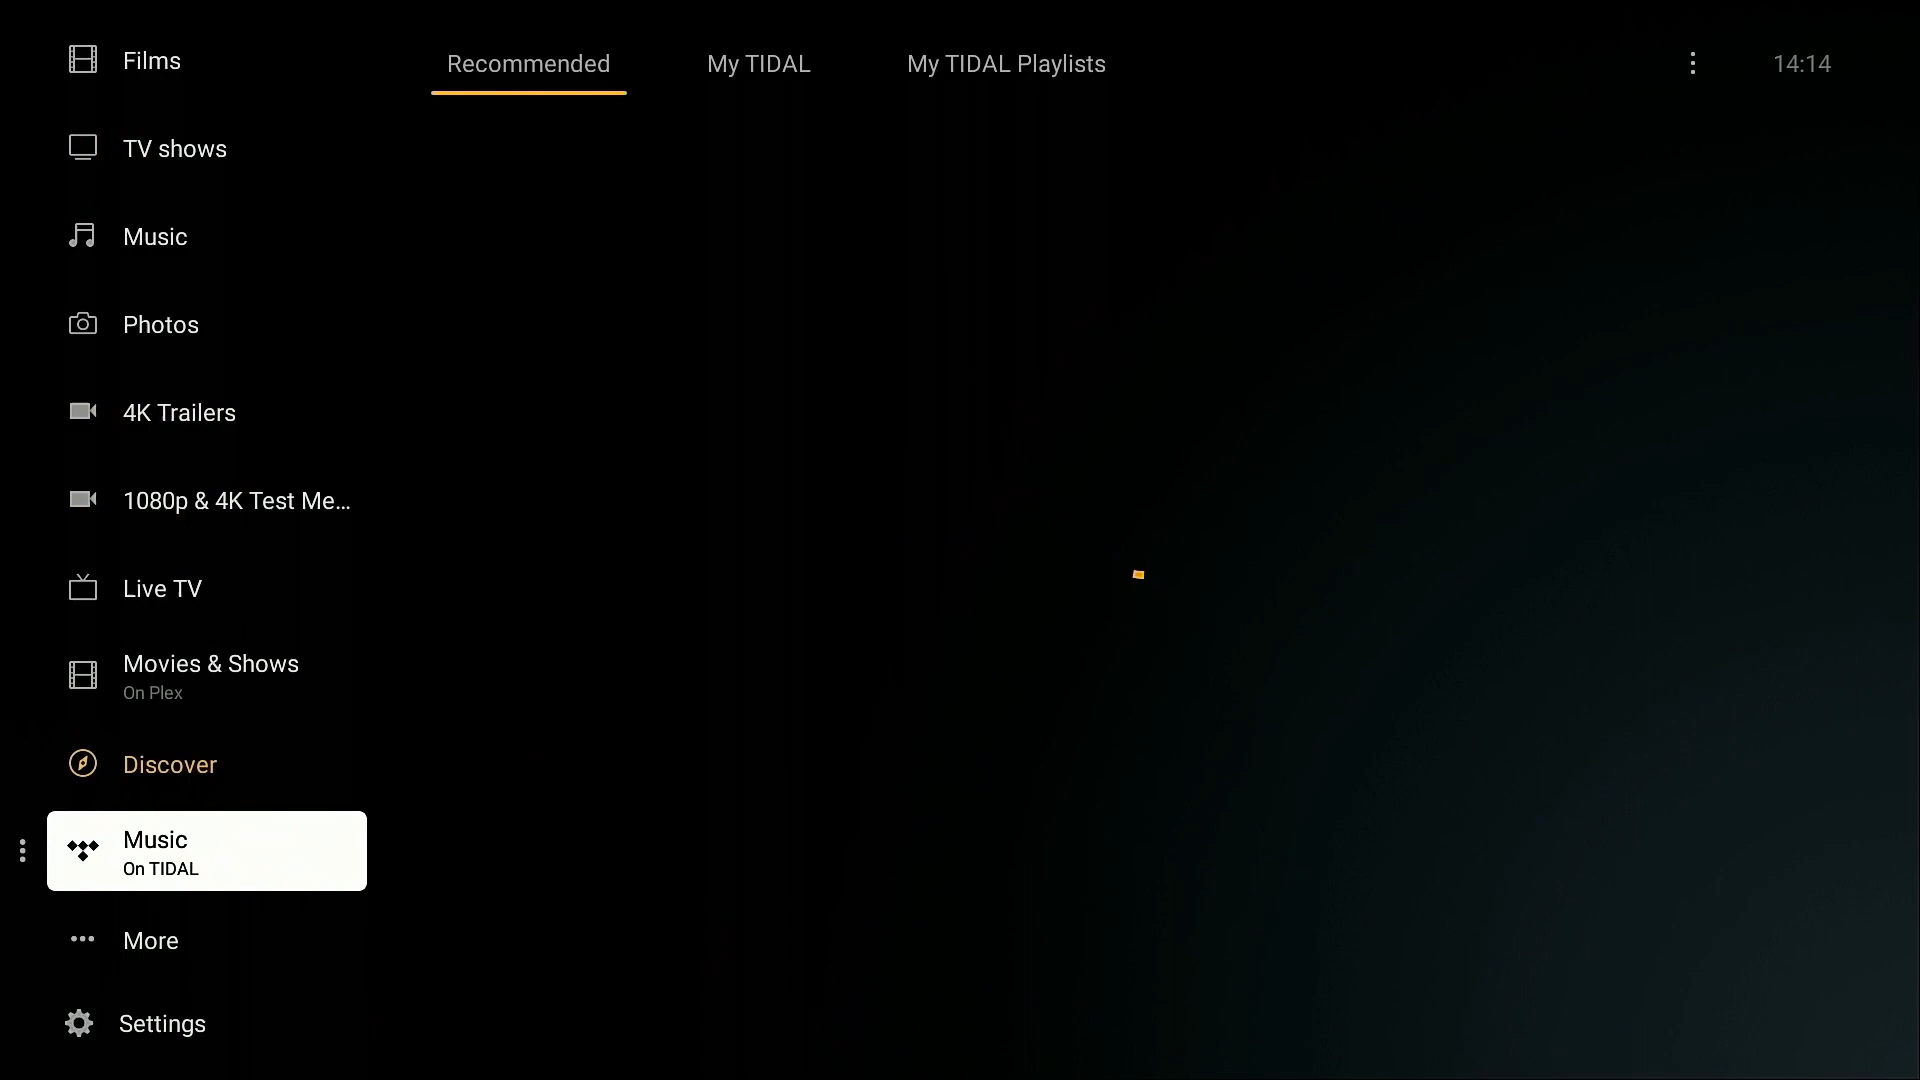 Films
TV shows
Music
Photos
4K Trailers
1080p & 4K Test Me...
Live TV
Movies & Shows
On Plex
Discover
Music
On TIDAL
More
Settings
Recommended
My TIDAL
My TIDAL Playlists
14:14